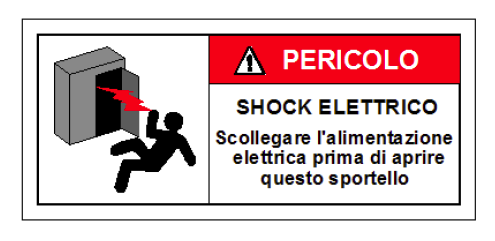 PERICOLO
SHOCK ELETTRICO
Scollegare l'alimentazione
elettrica prima di aprire
questo sportello